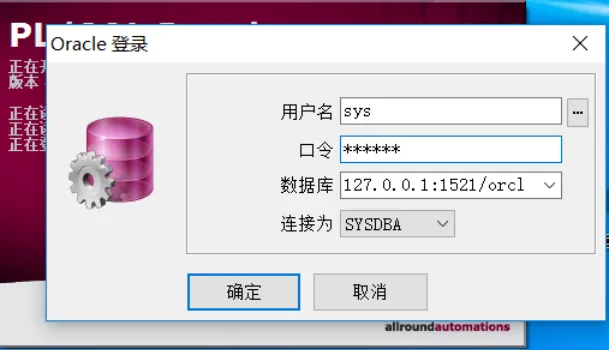 Oracle 登录
用户名 sys ...
口令 ******
数据库 127.0.0.1:1521/orcl
连接为 SYSDBA
确定 取消
正在
版本
正在
正在
正在登
allroundautomations